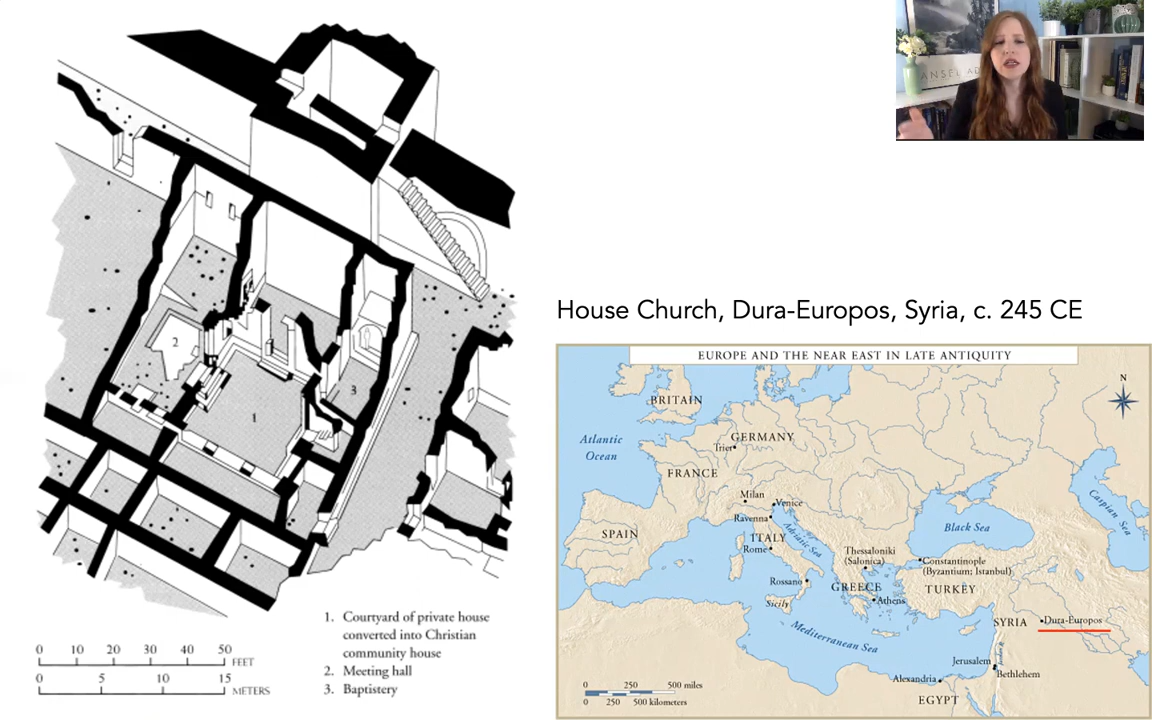 ANSEL AD
2
3
1
1. Courtyard of private house
converted into Christian
community house
2. Meeting hall
3. Baptistery
0 10 20 30 40 50
FEET
0 5 10 15
METERS
House Church, Dura-Europos, Syria, c. 245 CE
EUROPE AND THE NEAR EAST IN LATE ANTIQUITY
N
BRITAIN
Atlantic
Ocean
GERMANY
Trier
FRANCE
Milan
Venice
Ravenna
Adriatic Sea
SPAIN
ITALY
Rome
Black Sea
Caspian Sea
Thessaloniki
(Salonica)
Constantinople
(Byzantium; Istanbul)
Rossano
GREECE
TURKEY
Sicily
Athens
Mediterranean Sea
SYRIA
Dura-Europos
Jerusalem
Bethlehem
Alexandria
EGYPT
0 250 500 miles
0 250 500 kilometers